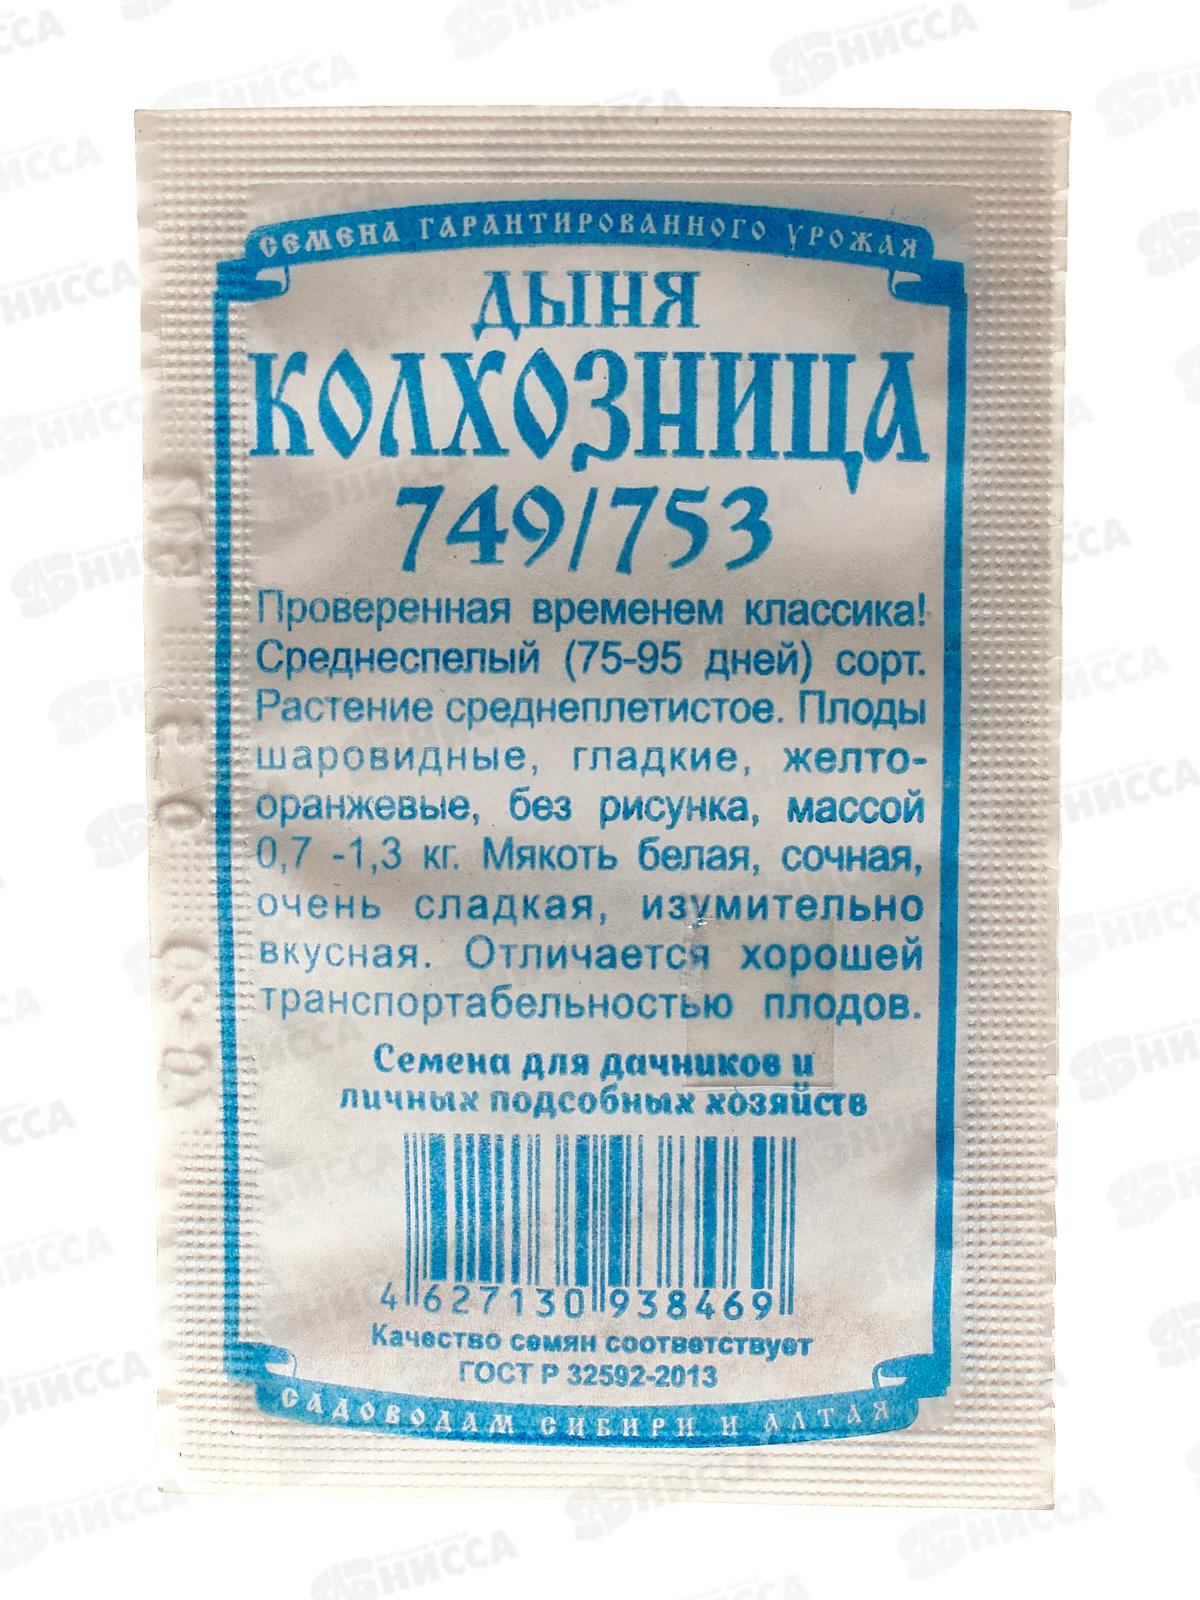 СЕМЕНА ГАРАНТИРОВАННОГО УРОЖАЯ
ДЫНЯ
КОЛХОЗНИЦА
749/753
Проверенная временем классика!
Среднеспелый (75-95 дней) сорт.
Растение среднеплетистое. Плоды
шаровидные, гладкие, желто-
оранжевые, без рисунка, массой
0,7 -1,3 кг. Мякоть белая, сочная,
очень сладкая, изумительно
вкусная. Отличается хорошей
транспортабельностью плодов.
Семена для дачников и
личных подсобных хозяйств
4 627130 938469
Качество семян соответствует
ГОСТ Р 32592-2013
САДОВОДАМ СИБИРИ И АЛТАЯ